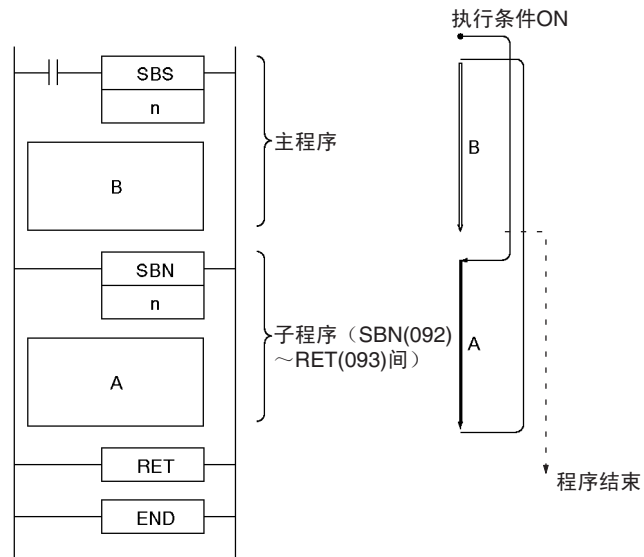 执行条件ON
SBS
n
B
主程序
B
SBN
n
A
子程序（SBN(092)
～RET(093)间）
A
RET
END
程序结束